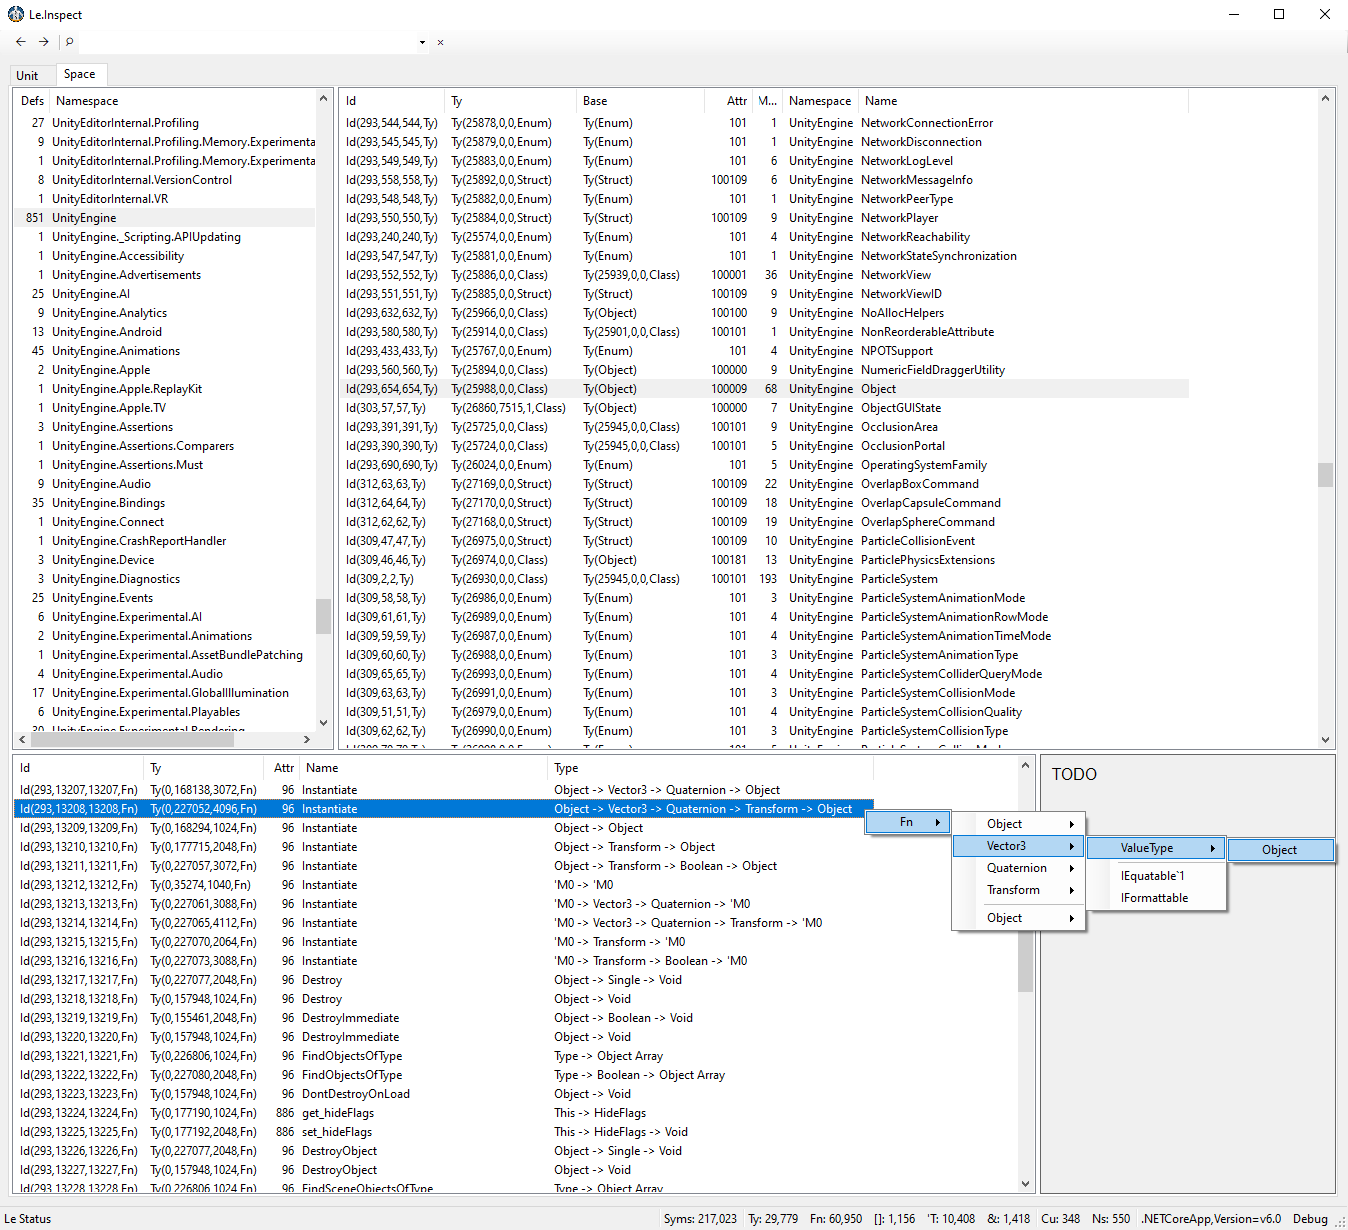 Le.Inspect
Unit Space
Defs Namespace
27 UnityEditorInternal.Profiling
9 UnityEditorInternal.Profiling.Memory.Experimenta
1 UnityEditorInternal.Profiling.Memory.Experimenta
8 UnityEditorInternal.VersionControl
1 UnityEditorInternal.VR
851 UnityEngine
1 UnityEngine._Scripting.APIUpdating
1 UnityEngine.Accessibility
1 UnityEngine.Advertisements
25 UnityEngine.AI
9 UnityEngine.Analytics
13 UnityEngine.Android
45 UnityEngine.Animations
2 UnityEngine.Apple
1 UnityEngine.Apple.ReplayKit
1 UnityEngine.Apple.TV
3 UnityEngine.Assertions
1 UnityEngine.Assertions.Comparers
1 UnityEngine.Assertions.Must
9 UnityEngine.Audio
35 UnityEngine.Bindings
1 UnityEngine.Connect
1 UnityEngine.CrashReportHandler
3 UnityEngine.Device
3 UnityEngine.Diagnostics
25 UnityEngine.Events
6 UnityEngine.Experimental.AI
2 UnityEngine.Experimental.Animations
1 UnityEngine.Experimental.AssetBundlePatching
4 UnityEngine.Experimental.Audio
17 UnityEngine.Experimental.GlobalIllumination
6 UnityEngine.Experimental.Playables
30 UnityEngine.Experimental.Rendering
Id Ty Base Attr M... Namespace Name
Id(293,544,544,Ty) Ty(25878,0,0,Enum) Ty(Enum) 101 1 UnityEngine NetworkConnectionError
Id(293,545,545,Ty) Ty(25879,0,0,Enum) Ty(Enum) 101 1 UnityEngine NetworkDisconnection
Id(293,549,549,Ty) Ty(25883,0,0,Enum) Ty(Enum) 101 6 UnityEngine NetworkLogLevel
Id(293,558,558,Ty) Ty(25892,0,0,Struct) Ty(Struct) 100109 6 UnityEngine NetworkMessageInfo
Id(293,548,548,Ty) Ty(25882,0,0,Enum) Ty(Enum) 101 1 UnityEngine NetworkPeerType
Id(293,550,550,Ty) Ty(25884,0,0,Struct) Ty(Struct) 100109 9 UnityEngine NetworkPlayer
Id(293,240,240,Ty) Ty(25574,0,0,Enum) Ty(Enum) 101 4 UnityEngine NetworkReachability
Id(293,547,547,Ty) Ty(25881,0,0,Enum) Ty(Enum) 101 1 UnityEngine NetworkStateSynchronization
Id(293,552,552,Ty) Ty(25886,0,0,Class) Ty(25939,0,0,Class) 100001 36 UnityEngine NetworkView
Id(293,551,551,Ty) Ty(25885,0,0,Struct) Ty(Struct) 100109 9 UnityEngine NetworkViewID
Id(293,632,632,Ty) Ty(25966,0,0,Class) Ty(Object) 100100 9 UnityEngine NoAllocHelpers
Id(293,580,580,Ty) Ty(25914,0,0,Class) Ty(25901,0,0,Class) 100101 1 UnityEngine NonReorderableAttribute
Id(293,433,433,Ty) Ty(25767,0,0,Enum) Ty(Enum) 101 4 UnityEngine NPOTSupport
Id(293,560,560,Ty) Ty(25894,0,0,Class) Ty(Object) 100000 9 UnityEngine NumericFieldDraggerUtility
Id(293,654,654,Ty) Ty(25988,0,0,Class) Ty(Object) 100009 68 UnityEngine Object
Id(303,57,57,Ty) Ty(26860,7515,1,Class) Ty(Object) 100000 7 UnityEngine ObjectGUIState
Id(293,391,391,Ty) Ty(25725,0,0,Class) Ty(25945,0,0,Class) 100101 9 UnityEngine OcclusionArea
Id(293,390,390,Ty) Ty(25724,0,0,Class) Ty(25945,0,0,Class) 100101 5 UnityEngine OcclusionPortal
Id(293,690,690,Ty) Ty(26024,0,0,Enum) Ty(Enum) 101 5 UnityEngine OperatingSystemFamily
Id(312,63,63,Ty) Ty(27169,0,0,Struct) Ty(Struct) 100109 22 UnityEngine OverlapBoxCommand
Id(312,64,64,Ty) Ty(27170,0,0,Struct) Ty(Struct) 100109 18 UnityEngine OverlapCapsuleCommand
Id(312,62,62,Ty) Ty(27168,0,0,Struct) Ty(Struct) 100109 19 UnityEngine OverlapSphereCommand
Id(309,47,47,Ty) Ty(26975,0,0,Struct) Ty(Struct) 100109 10 UnityEngine ParticleCollisionEvent
Id(309,46,46,Ty) Ty(26974,0,0,Class) Ty(Object) 100181 13 UnityEngine ParticlePhysicsExtensions
Id(309,2,2,Ty) Ty(26930,0,0,Class) Ty(25945,0,0,Class) 100101 193 UnityEngine ParticleSystem
Id(309,58,58,Ty) Ty(26986,0,0,Enum) Ty(Enum) 101 3 UnityEngine ParticleSystemAnimationMode
Id(309,61,61,Ty) Ty(26989,0,0,Enum) Ty(Enum) 101 4 UnityEngine ParticleSystemAnimationRowMode
Id(309,59,59,Ty) Ty(26987,0,0,Enum) Ty(Enum) 101 4 UnityEngine ParticleSystemAnimationTimeMode
Id(309,60,60,Ty) Ty(26988,0,0,Enum) Ty(Enum) 101 3 UnityEngine ParticleSystemAnimationType
Id(309,65,65,Ty) Ty(26993,0,0,Enum) Ty(Enum) 101 4 UnityEngine ParticleSystemColliderQueryMode
Id(309,63,63,Ty) Ty(26991,0,0,Enum) Ty(Enum) 101 3 UnityEngine ParticleSystemCollisionMode
Id(309,51,51,Ty) Ty(26979,0,0,Enum) Ty(Enum) 101 4 UnityEngine ParticleSystemCollisionQuality
Id(309,62,62,Ty) Ty(26990,0,0,Enum) Ty(Enum) 101 3 UnityEngine ParticleSystemCollisionType
Id Ty Attr Name Type
Id(293,13207,13207,Fn) Ty(0,168138,3072,Fn) 96 Instantiate Object -> Vector3 -> Quaternion -> Object
Id(293,13208,13208,Fn) Ty(0,227052,4096,Fn) 96 Instantiate Object -> Vector3 -> Quaternion -> Transform -> Object
Id(293,13209,13209,Fn) Ty(0,168294,1024,Fn) 96 Instantiate Object -> Object
Id(293,13210,13210,Fn) Ty(0,177715,2048,Fn) 96 Instantiate Object -> Transform -> Object
Id(293,13211,13211,Fn) Ty(0,227057,3072,Fn) 96 Instantiate Object -> Transform -> Boolean -> Object
Id(293,13212,13212,Fn) Ty(0,35274,1040,Fn) 96 Instantiate 'M0 -> 'M0
Id(293,13213,13213,Fn) Ty(0,227061,3088,Fn) 96 Instantiate 'M0 -> Vector3 -> Quaternion -> 'M0
Id(293,13214,13214,Fn) Ty(0,227065,4112,Fn) 96 Instantiate 'M0 -> Vector3 -> Quaternion -> Transform -> 'M0
Id(293,13215,13215,Fn) Ty(0,227070,2064,Fn) 96 Instantiate 'M0 -> Transform -> 'M0
Id(293,13216,13216,Fn) Ty(0,227073,3088,Fn) 96 Instantiate 'M0 -> Transform -> Boolean -> 'M0
Id(293,13217,13217,Fn) Ty(0,227077,2048,Fn) 96 Destroy Object -> Single -> Void
Id(293,13218,13218,Fn) Ty(0,157948,1024,Fn) 96 Destroy Object -> Void
Id(293,13219,13219,Fn) Ty(0,155461,2048,Fn) 96 DestroyImmediate Object -> Boolean -> Void
Id(293,13220,13220,Fn) Ty(0,157948,1024,Fn) 96 DestroyImmediate Object -> Void
Id(293,13221,13221,Fn) Ty(0,226806,1024,Fn) 96 FindObjectsOfType Type -> Object Array
Id(293,13222,13222,Fn) Ty(0,227080,2048,Fn) 96 FindObjectsOfType Type -> Boolean -> Object Array
Id(293,13223,13223,Fn) Ty(0,157948,1024,Fn) 96 DontDestroyOnLoad Object -> Void
Id(293,13224,13224,Fn) Ty(0,177190,1024,Fn) 886 get_hideFlags This -> HideFlags
Id(293,13225,13225,Fn) Ty(0,177192,2048,Fn) 886 set_hideFlags This -> HideFlags -> Void
Id(293,13226,13226,Fn) Ty(0,227077,2048,Fn) 96 DestroyObject Object -> Single -> Void
Id(293,13227,13227,Fn) Ty(0,157948,1024,Fn) 96 DestroyObject Object -> Void
Id(293,13228,13228,Fn) Ty(0,226806,1024,Fn) 96 FindSceneObjectsOfType Type -> Object Array
TODO
Fn
Object
Vector3
Quaternion
Transform
Object
ValueType
IEquatable`1
IFormattable
Object
Le Status Syms: 217,023 Ty: 29,779 Fn: 60,950 []: 1,156 'T: 10,408 &: 1,418 Cu: 348 Ns: 550 .NETCoreApp,Version=v6.0 Debug